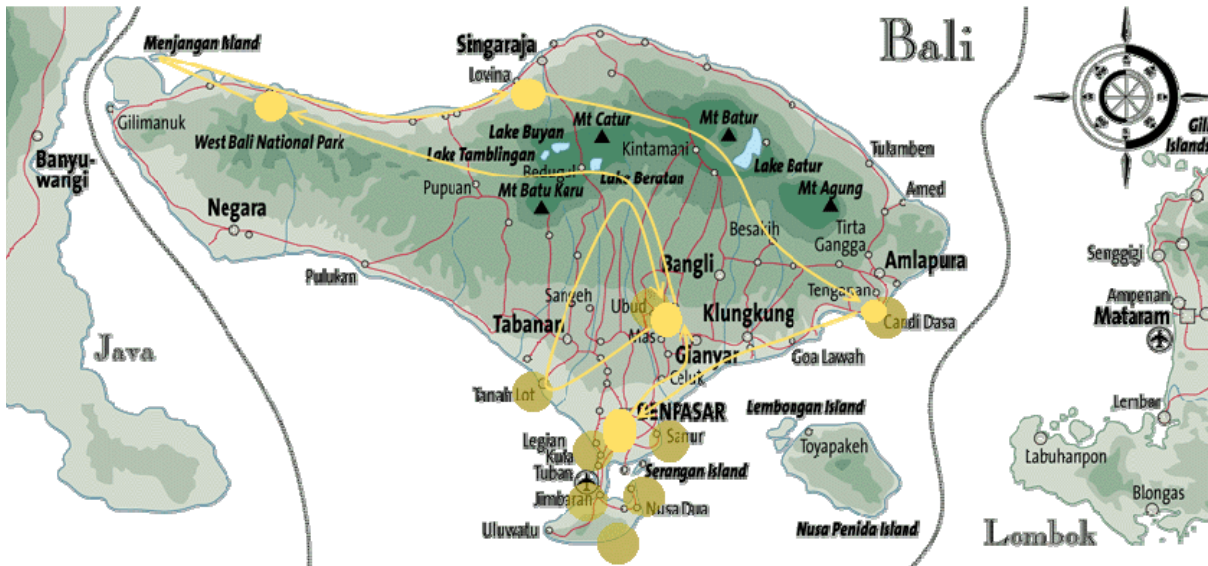 Menjangan Island
Singaraja
Lovina
Bali
Gilimanuk
West Bali National Park
Lake Buyan
Mt Catur
Mt Batur
Gili
Islands
Banyu-
wangi
Lake Tamblingan
Kintamani
Tulamben
Bedugul
Lake Beratan
Lake Batur
Pupuan
Mt Batu Karu
Mt Agung
Amed
Negara
Besakih
Tirta
Gangga
Senggigi
Pulukan
Bangli
Amlapura
Sangeh
Ubud
Tenganan
Ampenan
Klungkung
Mataram
Tabanan
Mas
Candi Dasa
Java
Gianyar
Goa Lawah
Celuk
Tanah Lot
DENPASAR
Lembongan Island
Lembar
Legian
Sanur
Toyapakeh
Kuta
Labuhanpon
Tuban
Serangan Island
Jimbaran
Nusa Dua
Blongas
Uluwatu
Nusa Penida Island
Lombok